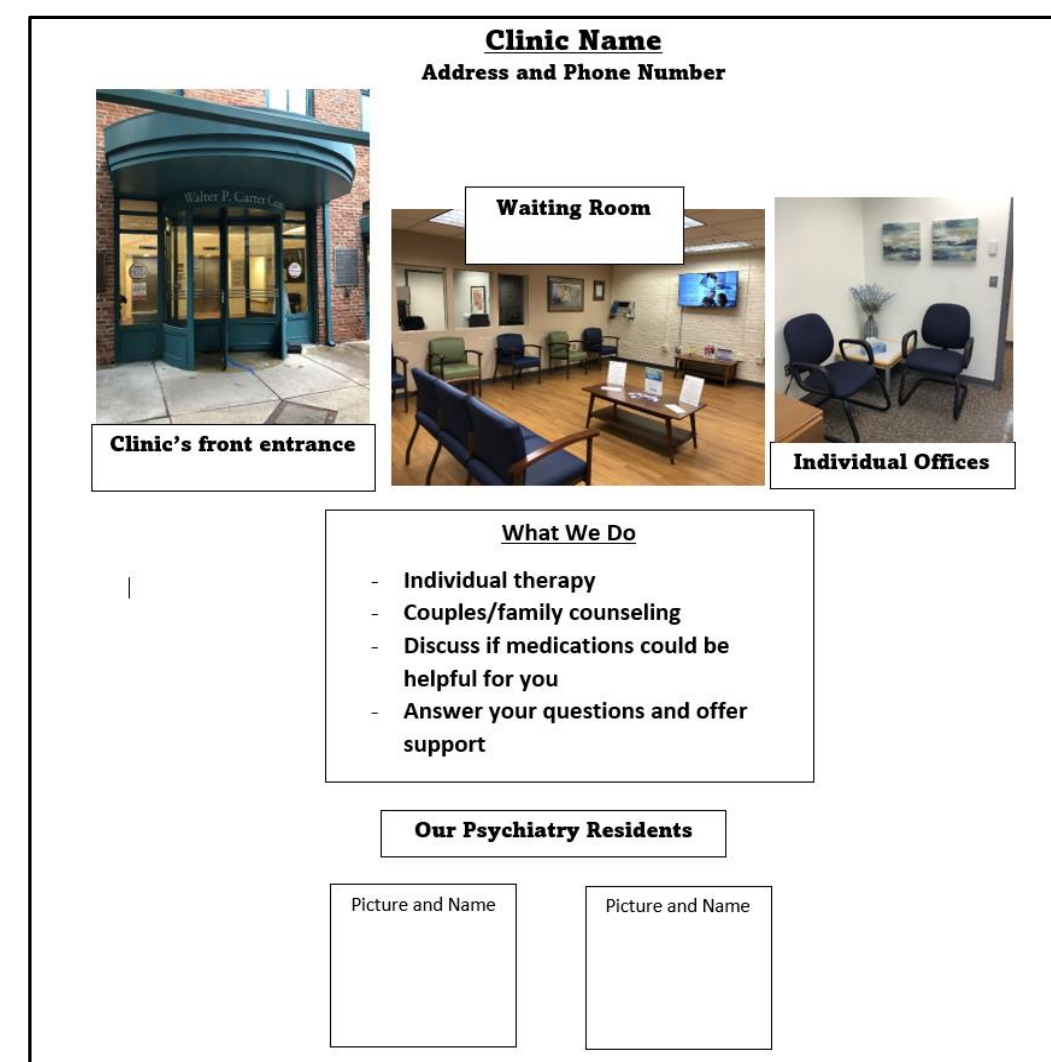 Clinic Name
Address and Phone Number
Walter P. Carter
Waiting Room
Clinic's front entrance
Individual Offices
What We Do
- Individual therapy
- Couples/family counseling
- Discuss if medications could be
helpful for you
- Answer your questions and offer
support
Our Psychiatry Residents
Picture and Name
Picture and Name